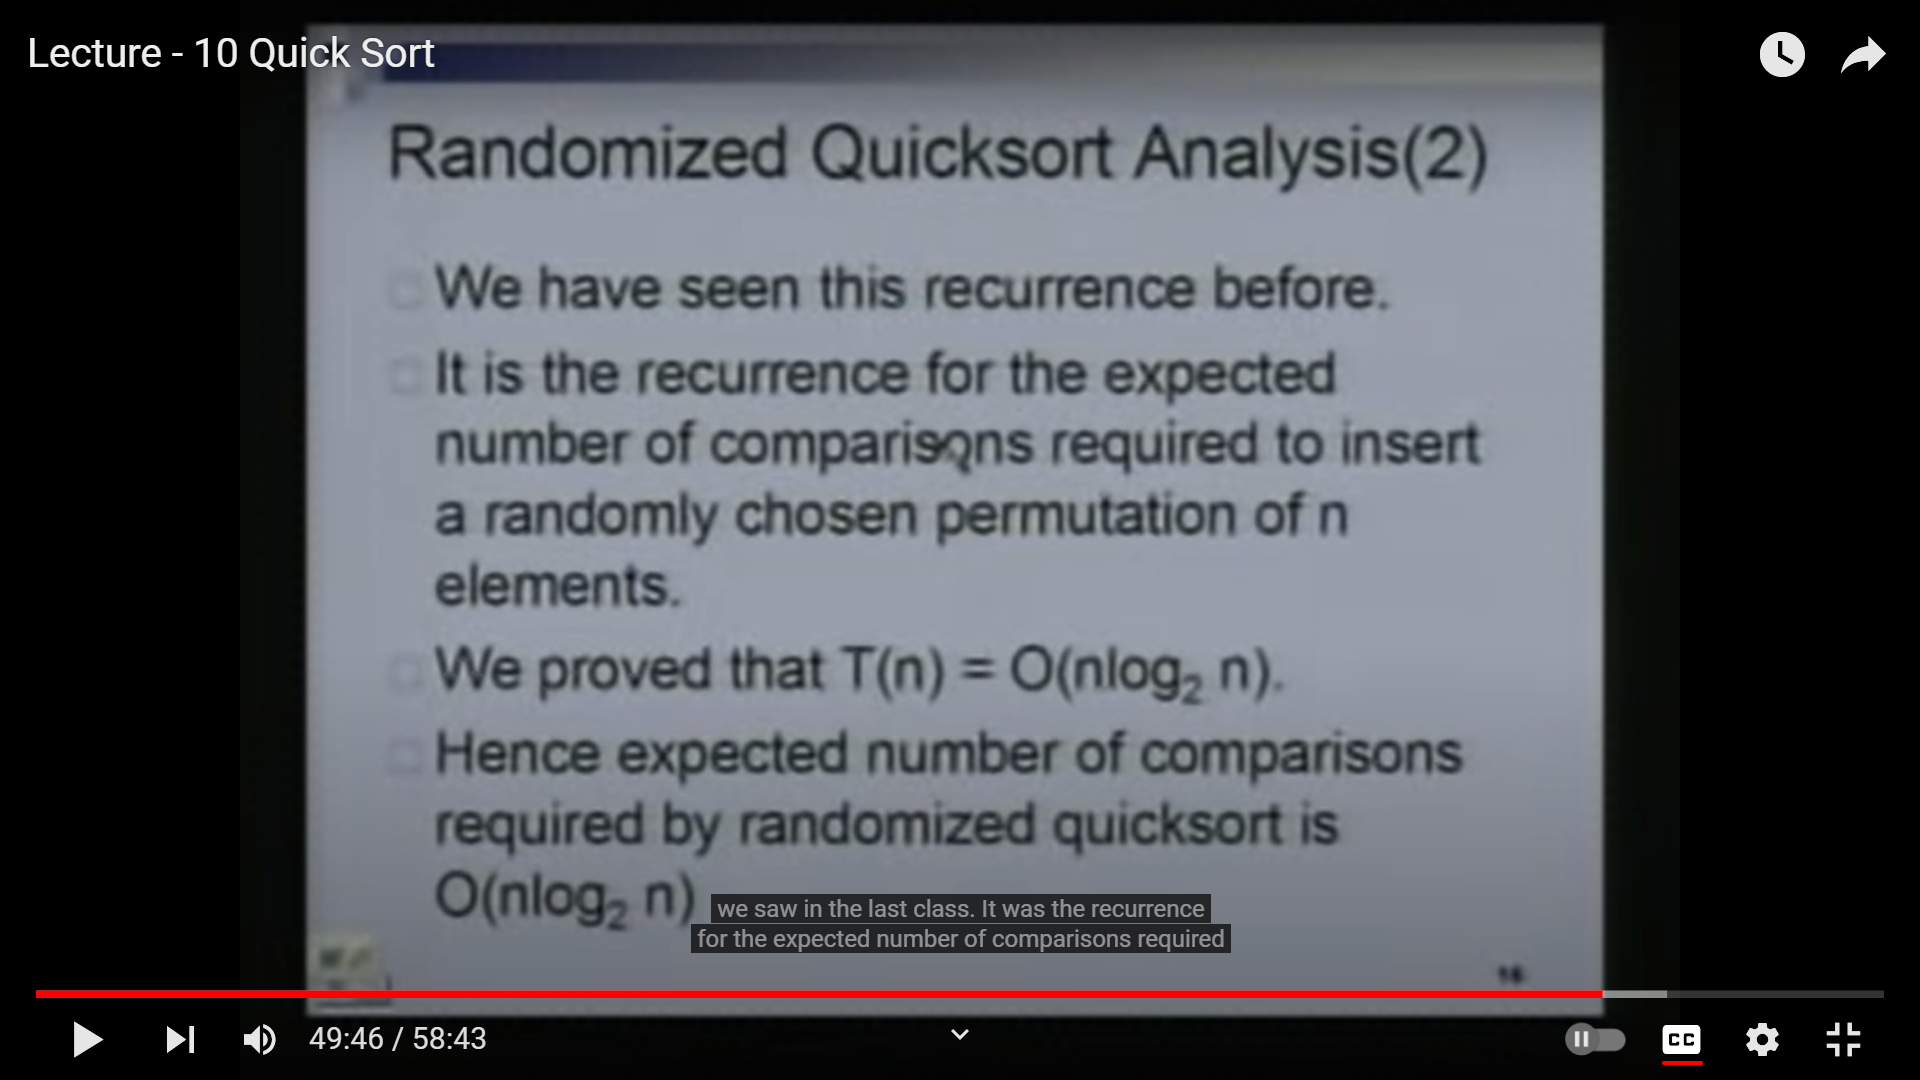 Lecture - 10 Quick Sort
Randomized Quicksort Analysis(2)
We have seen this recurrence before.
It is the recurrence for the expected
number of comparisons required to insert
a randomly chosen permutation of n
elements.
We proved that T(n) = O(nlog₂ n).
Hence expected number of comparisons
required by randomized quicksort is
O(nlog₂ n)
we saw in the last class. It was the recurrence
for the expected number of comparisons required
16
49:46 / 58:43
CC